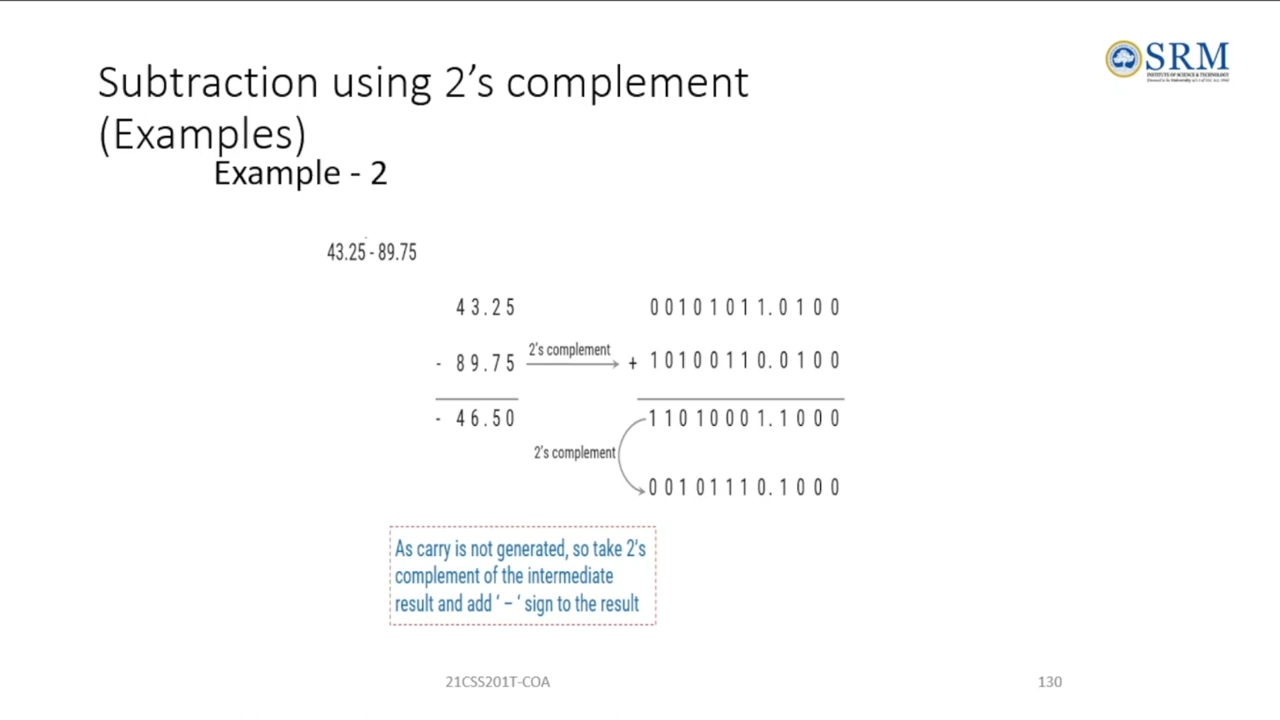 SRM
INSTITUTE OF SCIENCE & TECHNOLOGY
Subtraction using 2’s complement
(Examples)
Example - 2
43.25 - 89.75
4 3 . 2 5 0 0 1 0 1 0 1 1 . 0 1 0 0
2's complement
- 8 9 . 7 5 + 1 0 1 0 0 1 1 0 . 0 1 0 0
- 4 6 . 5 0 1 1 0 1 0 0 0 1 . 1 0 0 0
2's complement
0 0 1 0 1 1 1 0 . 1 0 0 0
As carry is not generated, so take 2's
complement of the intermediate
result and add ‘ – ‘ sign to the result
21CSS201T-COA
130